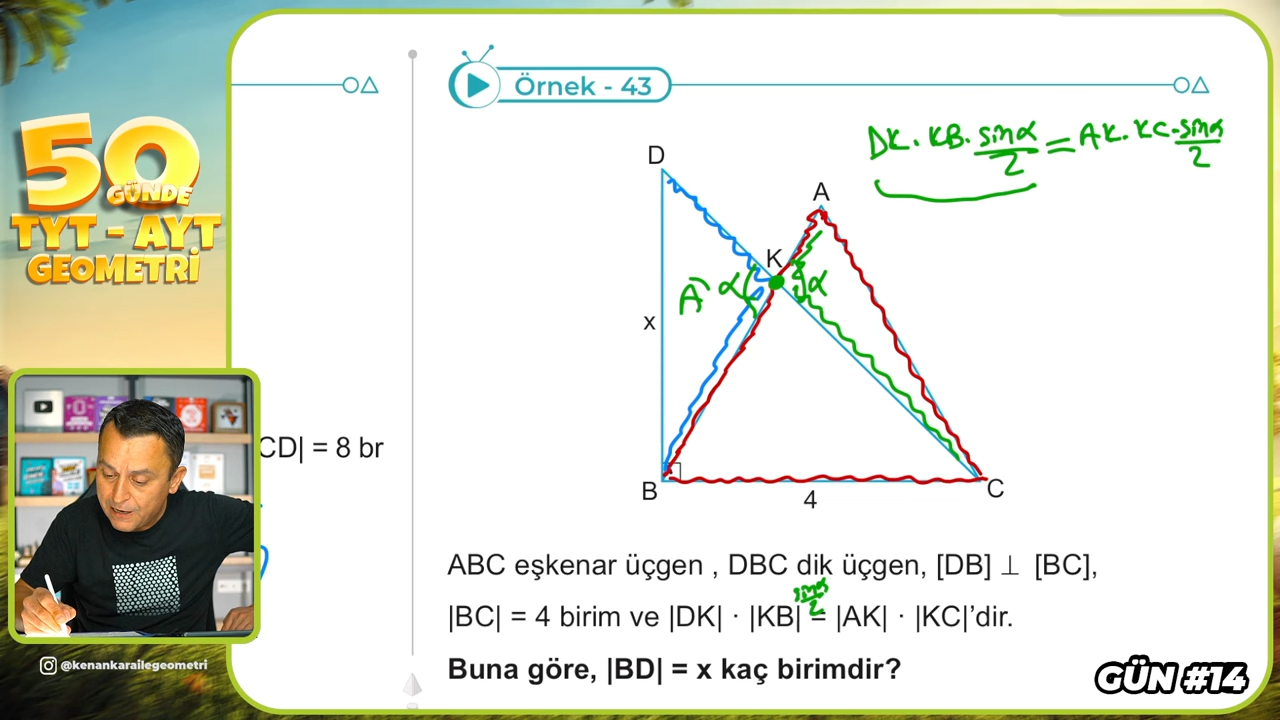 50
GÜNDE
TYT - AYT
GEOMETRİ
CD| = 8 br
@kenankarailegeometri
Örnek - 43
DK. KB. sinα/2 = AK. KC. sinα/2
D
A
K
A α
α
x
B
C
4
ABC eşkenar üçgen , DBC dik üçgen, [DB] ⊥ [BC],
sinα/2
|BC| = 4 birim ve |DK| · |KB| = |AK| · |KC|'dir.
Buna göre, |BD| = x kaç birimdir?
GÜN #14